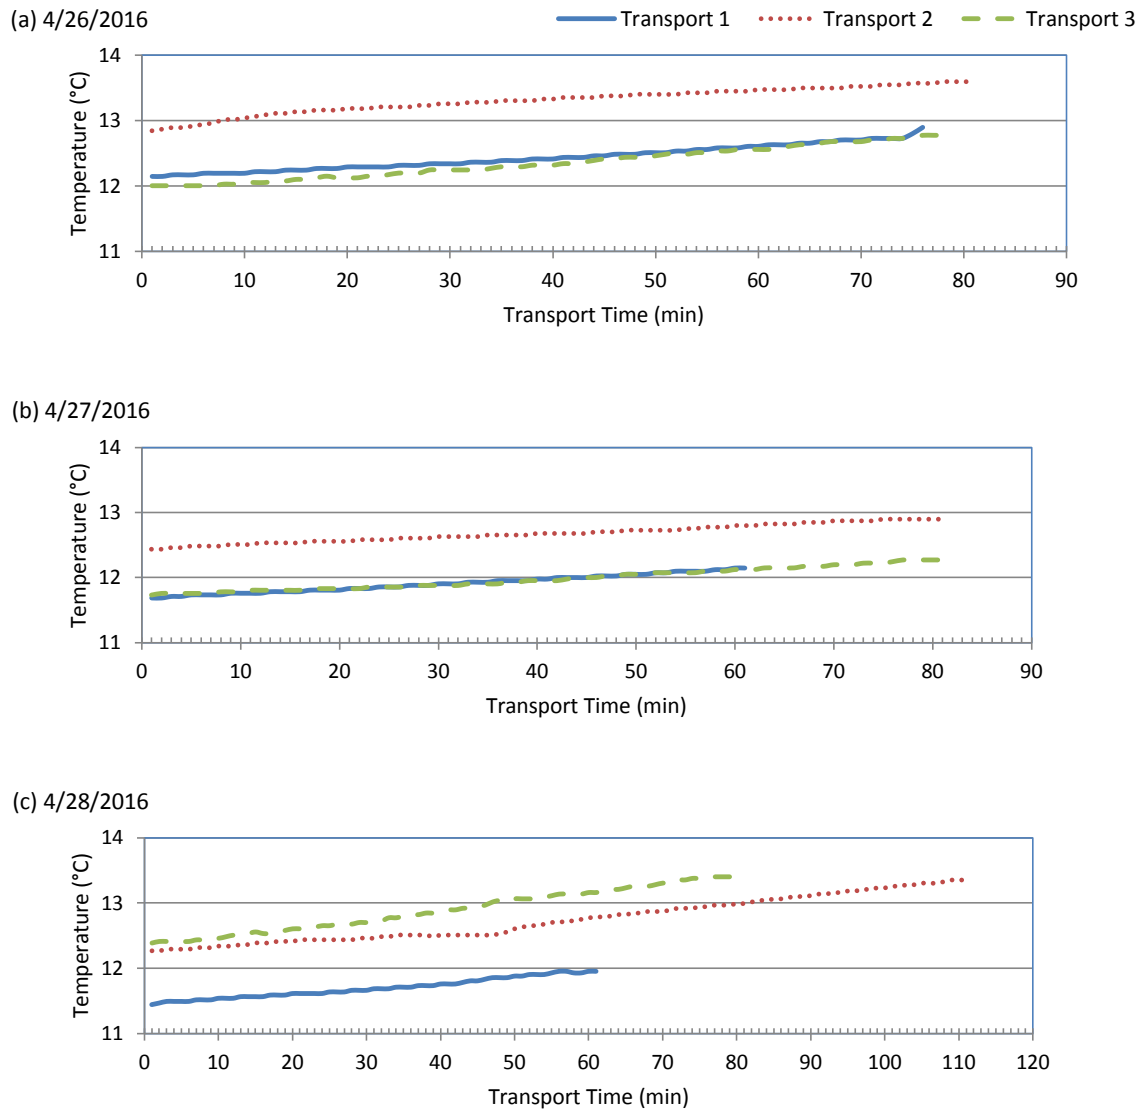 (a) 4/26/2016
Transport 1 Transport 2 Transport 3
14
13
12
11
Temperature (°C)
0 10 20 30 40 50 60 70 80 90
Transport Time (min)
(b) 4/27/2016
14
13
12
11
Temperature (°C)
0 10 20 30 40 50 60 70 80 90
Transport Time (min)
(c) 4/28/2016
14
13
12
11
Temperature (°C)
0 10 20 30 40 50 60 70 80 90 100 110 120
Transport Time (min)